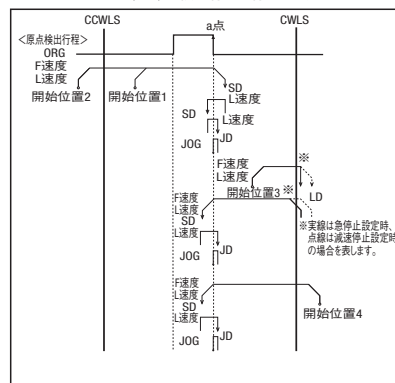 CCWLS
CWLS
a点
<原点検出行程>
ORG
F速度
L速度
開始位置2
開始位置1
SD
L速度
SD
L速度
JOG
JD
F速度
L速度
※
開始位置3
※
LD
F速度
L速度
SD
L速度
JOG
JD
※実線は急停止設定時、
点線は減速停止設定時
の場合を表します。
F速度
L速度
SD
開始位置4
L速度
JOG
JD